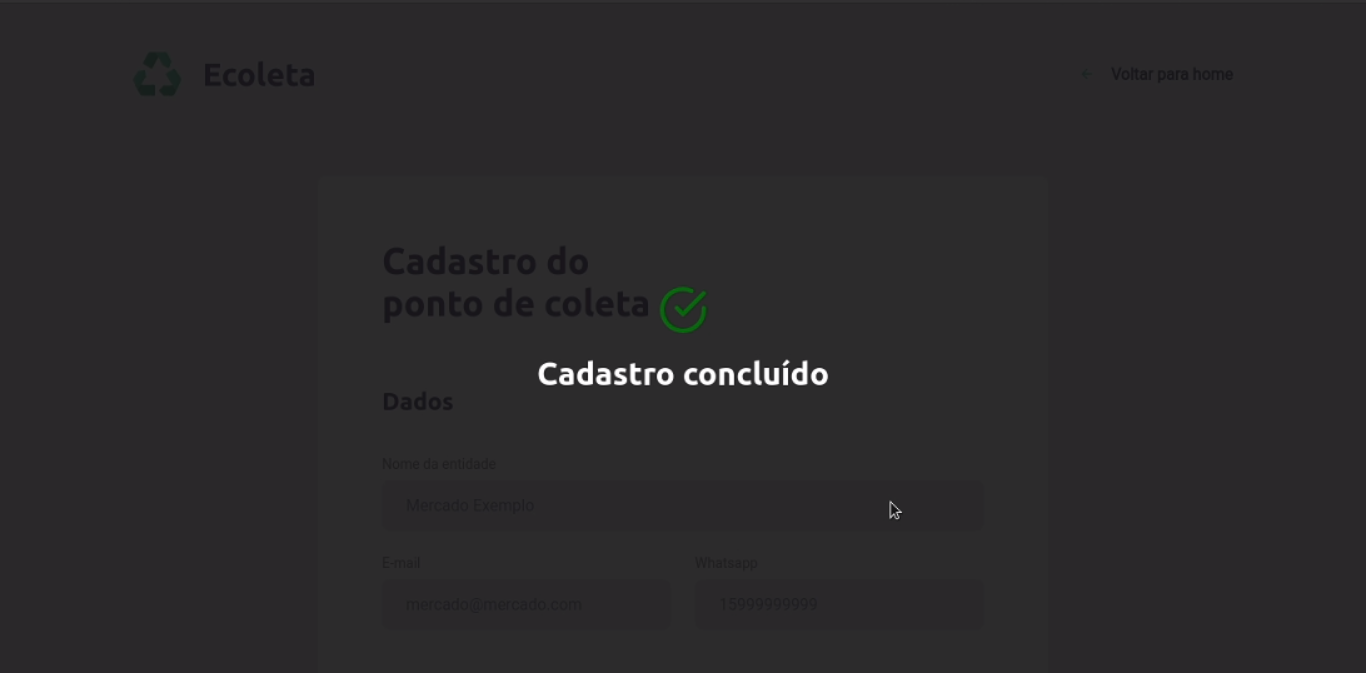 Ecoleta
Voltar para home
Cadastro do
ponto de coleta
Cadastro concluído
Dados
Nome da entidade
Mercado Exemplo
E-mail
Whatsapp
mercado@mercado.com
15999999999